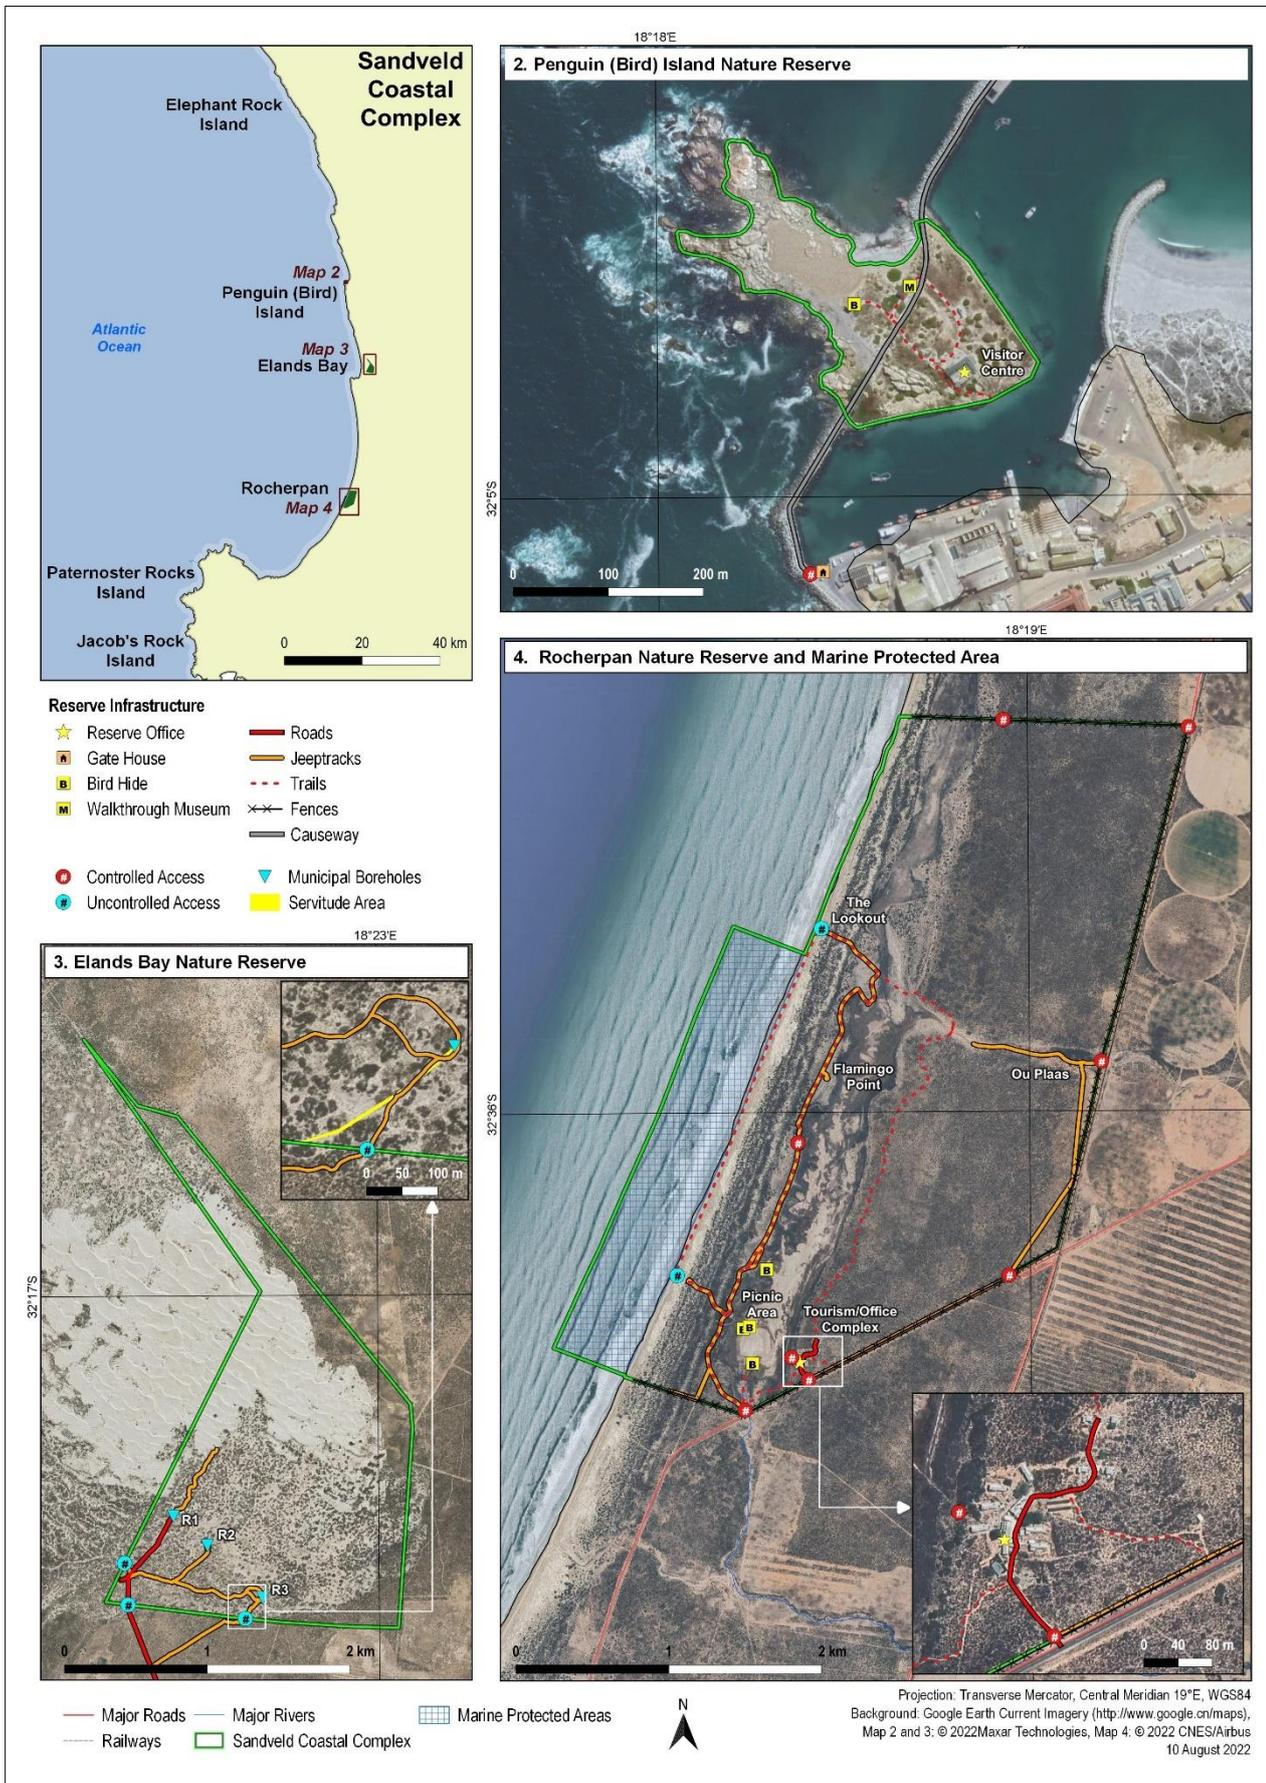 Sandveld
Coastal
Complex
Elephant Rock
Island
Map 2
Penguin (Bird)
Island
Atlantic
Ocean
Map 3
Elands Bay
Rocherpan
Map 4
Paternoster Rocks
Island
Jacob's Rock
Island
0 20 40 km
18°18'E
2. Penguin (Bird) Island Nature Reserve
B
M
Visitor
Centre
32°5'S
#
0 100 200 m
Reserve Infrastructure
Reserve Office
Roads
Gate House
Jeeptracks
B Bird Hide
Trails
M Walkthrough Museum
Fences
Causeway
# Controlled Access
Municipal Boreholes
# Uncontrolled Access
Servitude Area
18°23'E
3. Elands Bay Nature Reserve
#
0 50 100 m
32°17'S
R1
R2
#
R3
#
#
0 1 2 km
18°19'E
4. Rocherpan Nature Reserve and Marine Protected Area
#
#
The
Lookout
#
Flamingo
Point
Ou Plaas
#
32°36'S
#
#
B
#
Picnic
Area
Tourism/Office
Complex
B
B
#
#
#
0 1 2 km
#
#
0 40 80 m
Major Roads
Major Rivers
Marine Protected Areas
Railways
Sandveld Coastal Complex
N
Projection: Transverse Mercator, Central Meridian 19°E, WGS84
Background: Google Earth Current Imagery (http://www.google.cn/maps),
Map 2 and 3: © 2022Maxar Technologies, Map 4: © 2022 CNES/Airbus
10 August 2022